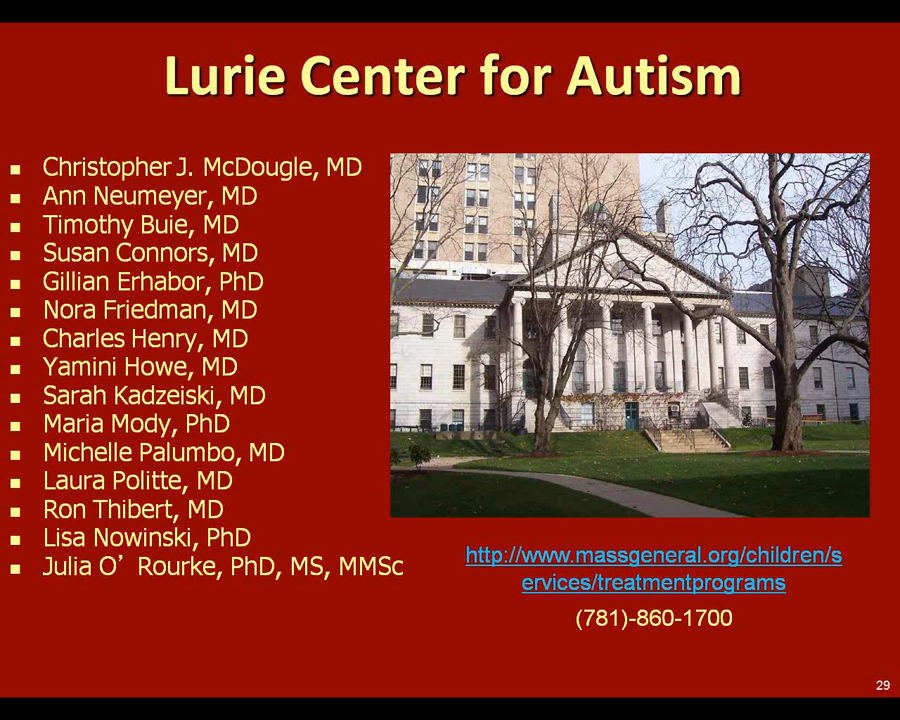 Lurie Center for Autism
Christopher J. McDougle, MD
Ann Neumeyer, MD
Timothy Buie, MD
Susan Connors, MD
Gillian Erhabor, PhD
Nora Friedman, MD
Charles Henry, MD
Yamini Howe, MD
Sarah Kadzeiski, MD
Maria Mody, PhD
Michelle Palumbo, MD
Laura Politte, MD
Ron Thibert, MD
Lisa Nowinski, PhD
Julia O’ Rourke, PhD, MS, MMSc
http://www.massgeneral.org/children/s
ervices/treatmentprograms
(781)-860-1700
29